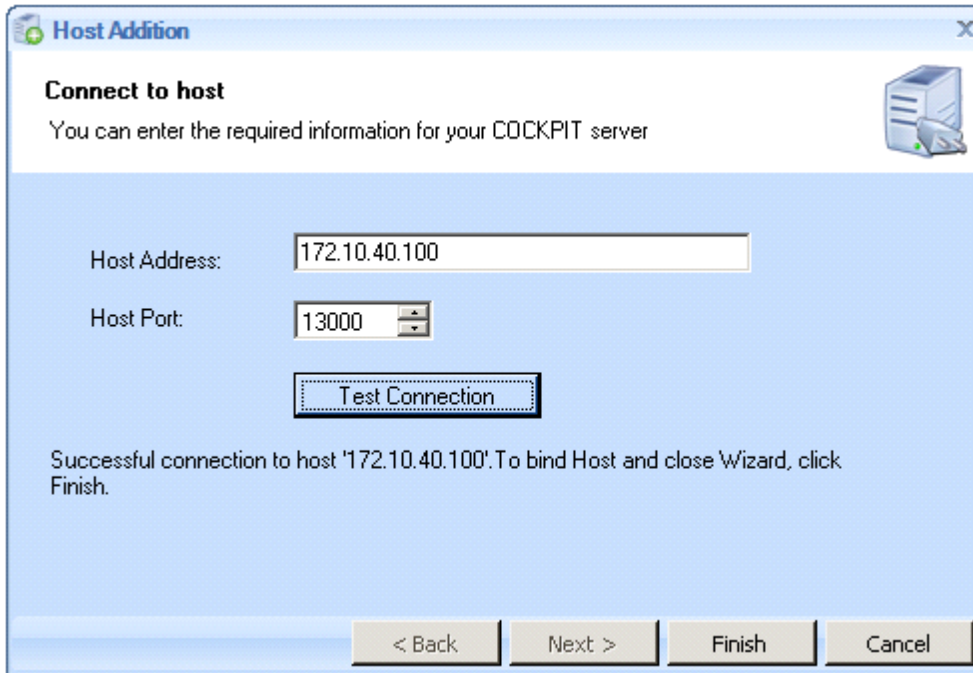 Host Addition
Connect to host
You can enter the required information for your COCKPIT server
Host Address: 172.10.40.100
Host Port: 13000
Test Connection
Successful connection to host '172.10.40.100'.To bind Host and close Wizard, click
Finish.
< Back Next > Finish Cancel